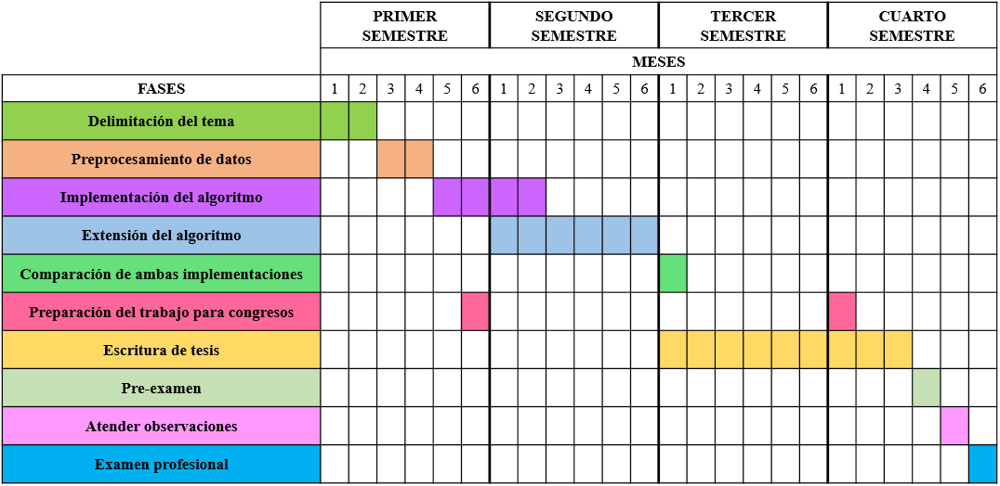 PRIMER SEMESTRE
SEGUNDO SEMESTRE
TERCER SEMESTRE
CUARTO SEMESTRE
MESES
FASES 1 2 3 4 5 6 1 2 3 4 5 6 1 2 3 4 5 6 1 2 3 4 5 6
Delimitación del tema
Preprocesamiento de datos
Implementación del algoritmo
Extensión del algoritmo
Comparación de ambas implementaciones
Preparación del trabajo para congresos
Escritura de tesis
Pre-examen
Atender observaciones
Examen profesional